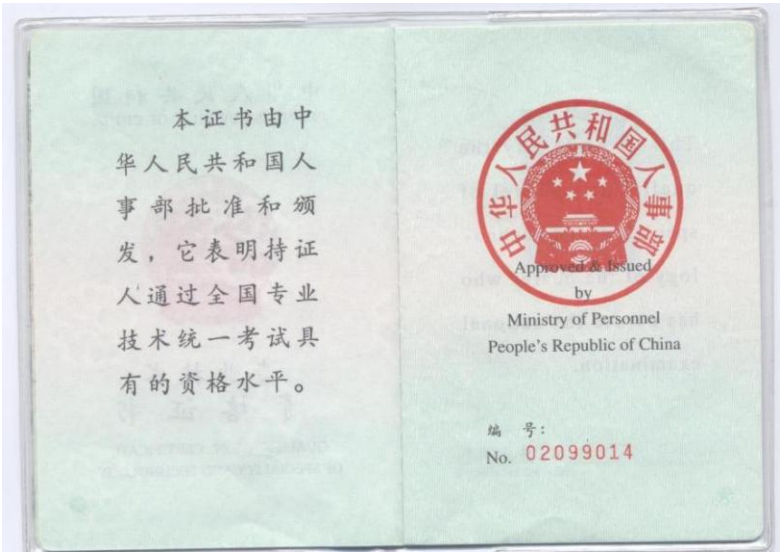 本证书由中
华人民共和国人
事部批准和颁
发，它表明持证
人通过全国专业
技术统一考试具
有的资格水平。
中华人民共和国人事部
Approved & Issued
by
Ministry of Personnel
People's Republic of China
编 号:
No. 02099014